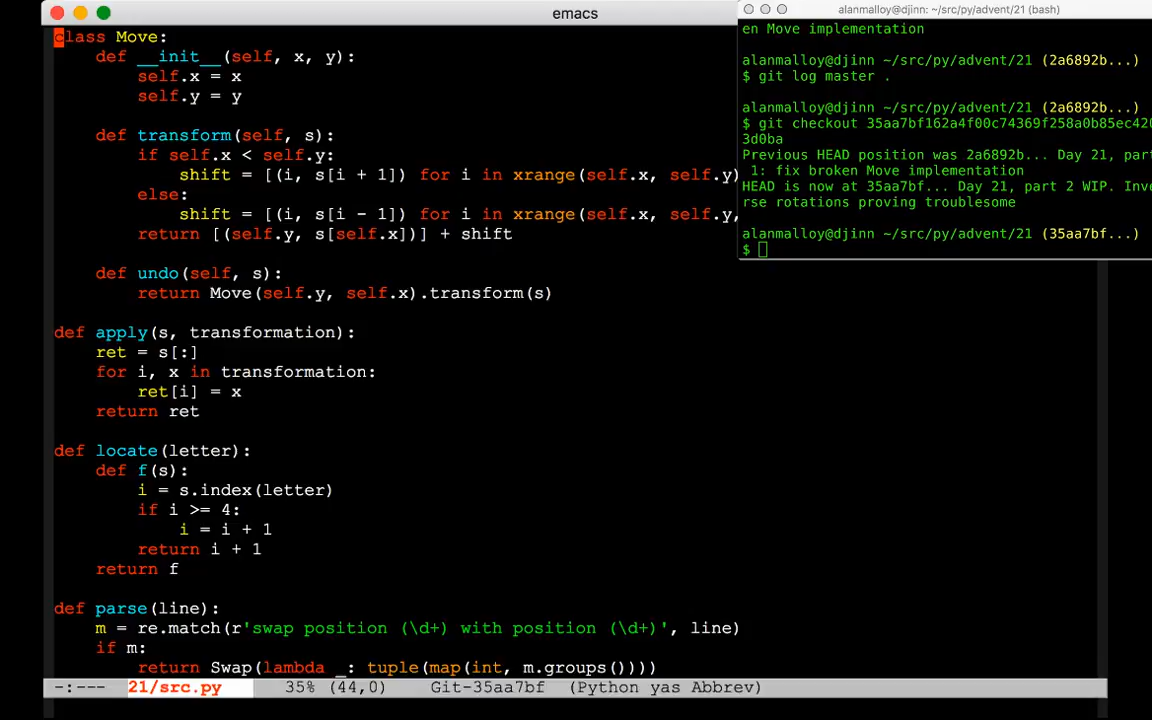 emacs
class Move:
    def __init__(self, x, y):
        self.x = x
        self.y = y
    def transform(self, s):
        if self.x < self.y:
            shift = [(i, s[i + 1]) for i in xrange(self.x, self.y)
        else:
            shift = [(i, s[i - 1]) for i in xrange(self.x, self.y,
        return [(self.y, s[self.x])] + shift
    def undo(self, s):
        return Move(self.y, self.x).transform(s)
def apply(s, transformation):
    ret = s[:]
    for i, x in transformation:
        ret[i] = x
    return ret
def locate(letter):
    def f(s):
        i = s.index(letter)
        if i >= 4:
            i = i + 1
        return i + 1
    return f
def parse(line):
    m = re.match(r'swap position (\d+) with position (\d+)', line)
    if m:
        return Swap(lambda _: tuple(map(int, m.groups())))
-:--- 21/src.py 35% (44,0) Git-35aa7bf (Python yas Abbrev)
alanmalloy@djinn: ~/src/py/advent/21 (bash)
en Move implementation
alanmalloy@djinn ~/src/py/advent/21 (2a6892b...)
$ git log master .
alanmalloy@djinn ~/src/py/advent/21 (2a6892b...)
$ git checkout 35aa7bf162a4f00c74369f258a0b85ec420
3d0ba
Previous HEAD position was 2a6892b... Day 21, part
 1: fix broken Move implementation
HEAD is now at 35aa7bf... Day 21, part 2 WIP. Inve
rse rotations proving troublesome
alanmalloy@djinn ~/src/py/advent/21 (35aa7bf...)
$